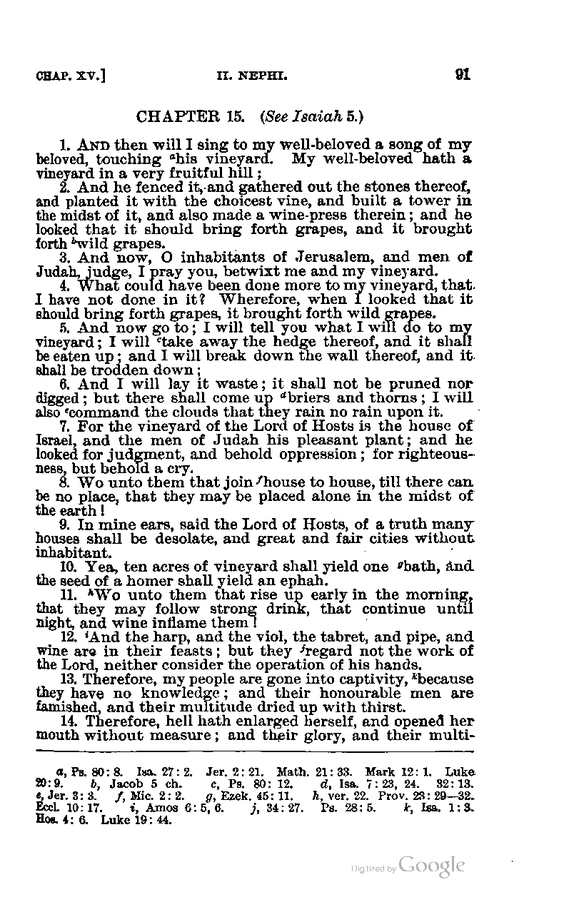 CHAP. XV.] II. NEPHI. 91
CHAPTER 15. (See Isaiah 5.)
1. AND then will I sing to my well-beloved a song of my
beloved, touching ᵃhis vineyard. My well-beloved hath a
vineyard in a very fruitful hill;
2. And he fenced it, and gathered out the stones thereof,
and planted it with the choicest vine, and built a tower in
the midst of it, and also made a wine-press therein; and he
looked that it should bring forth grapes, and it brought
forth ᵇwild grapes.
3. And now, O inhabitants of Jerusalem, and men of
Judah, judge, I pray you, betwixt me and my vineyard.
4. What could have been done more to my vineyard, that
I have not done in it? Wherefore, when I looked that it
should bring forth grapes, it brought forth wild grapes.
5. And now go to; I will tell you what I will do to my
vineyard; I will ᶜtake away the hedge thereof, and it shall
be eaten up; and I will break down the wall thereof, and it
shall be trodden down;
6. And I will lay it waste; it shall not be pruned nor
digged; but there shall come up ᵈbriers and thorns; I will
also ᵉcommand the clouds that they rain no rain upon it.
7. For the vineyard of the Lord of Hosts is the house of
Israel, and the men of Judah his pleasant plant; and he
looked for judgment, and behold oppression; for righteous-
ness, but behold a cry.
8. Wo unto them that join ᶠhouse to house, till there can
be no place, that they may be placed alone in the midst of
the earth!
9. In mine ears, said the Lord of Hosts, of a truth many
houses shall be desolate, and great and fair cities without
inhabitant.
10. Yea, ten acres of vineyard shall yield one ᵍbath, and
the seed of a homer shall yield an ephah.
11. ʰWo unto them that rise up early in the morning,
that they may follow strong drink, that continue until
night, and wine inflame them!
12. ⁱAnd the harp, and the viol, the tabret, and pipe, and
wine are in their feasts; but they ʲregard not the work of
the Lord, neither consider the operation of his hands.
13. Therefore, my people are gone into captivity, ᵏbecause
they have no knowledge; and their honourable men are
famished, and their multitude dried up with thirst.
14. Therefore, hell hath enlarged herself, and opened her
mouth without measure; and their glory, and their multi-
a, Ps. 80: 8. Isa. 27: 2. Jer. 2: 21. Math. 21: 33. Mark 12: 1. Luke
20: 9. b, Jacob 5 ch. c, Ps. 80: 12. d, Isa. 7: 23, 24. 32: 13.
e, Jer. 3: 3. f, Mic. 2: 2. g, Ezek. 45: 11. h, ver. 22. Prov. 23: 29—32.
Eccl. 10: 17. i, Amos 6: 5, 6. j, 34: 27. Ps. 28: 5. k, Isa. 1: 3.
Hos. 4: 6. Luke 19: 44.
Digitized by Google